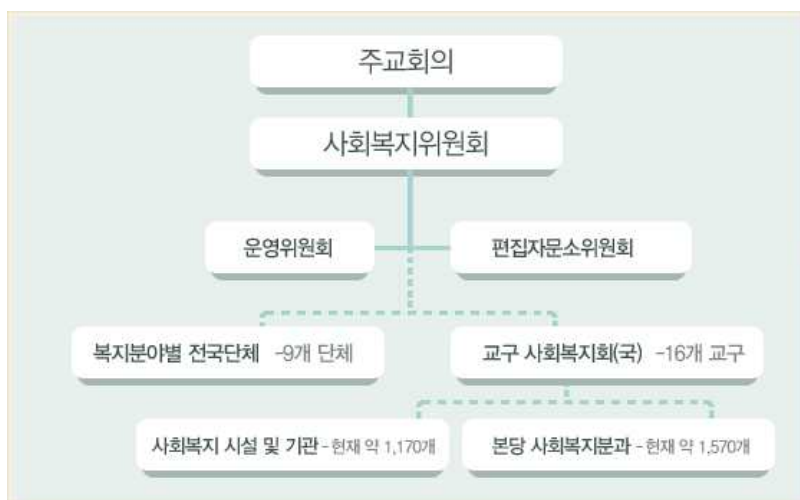 주교회의
사회복지위원회
운영위원회
편집자문소위원회
복지분야별 전국단체 -9개 단체
교구 사회복지회(국) -16개 교구
사회복지 시설 및 기관 - 현재 약 1,170개
본당 사회복지분과 - 현재 약 1,570개